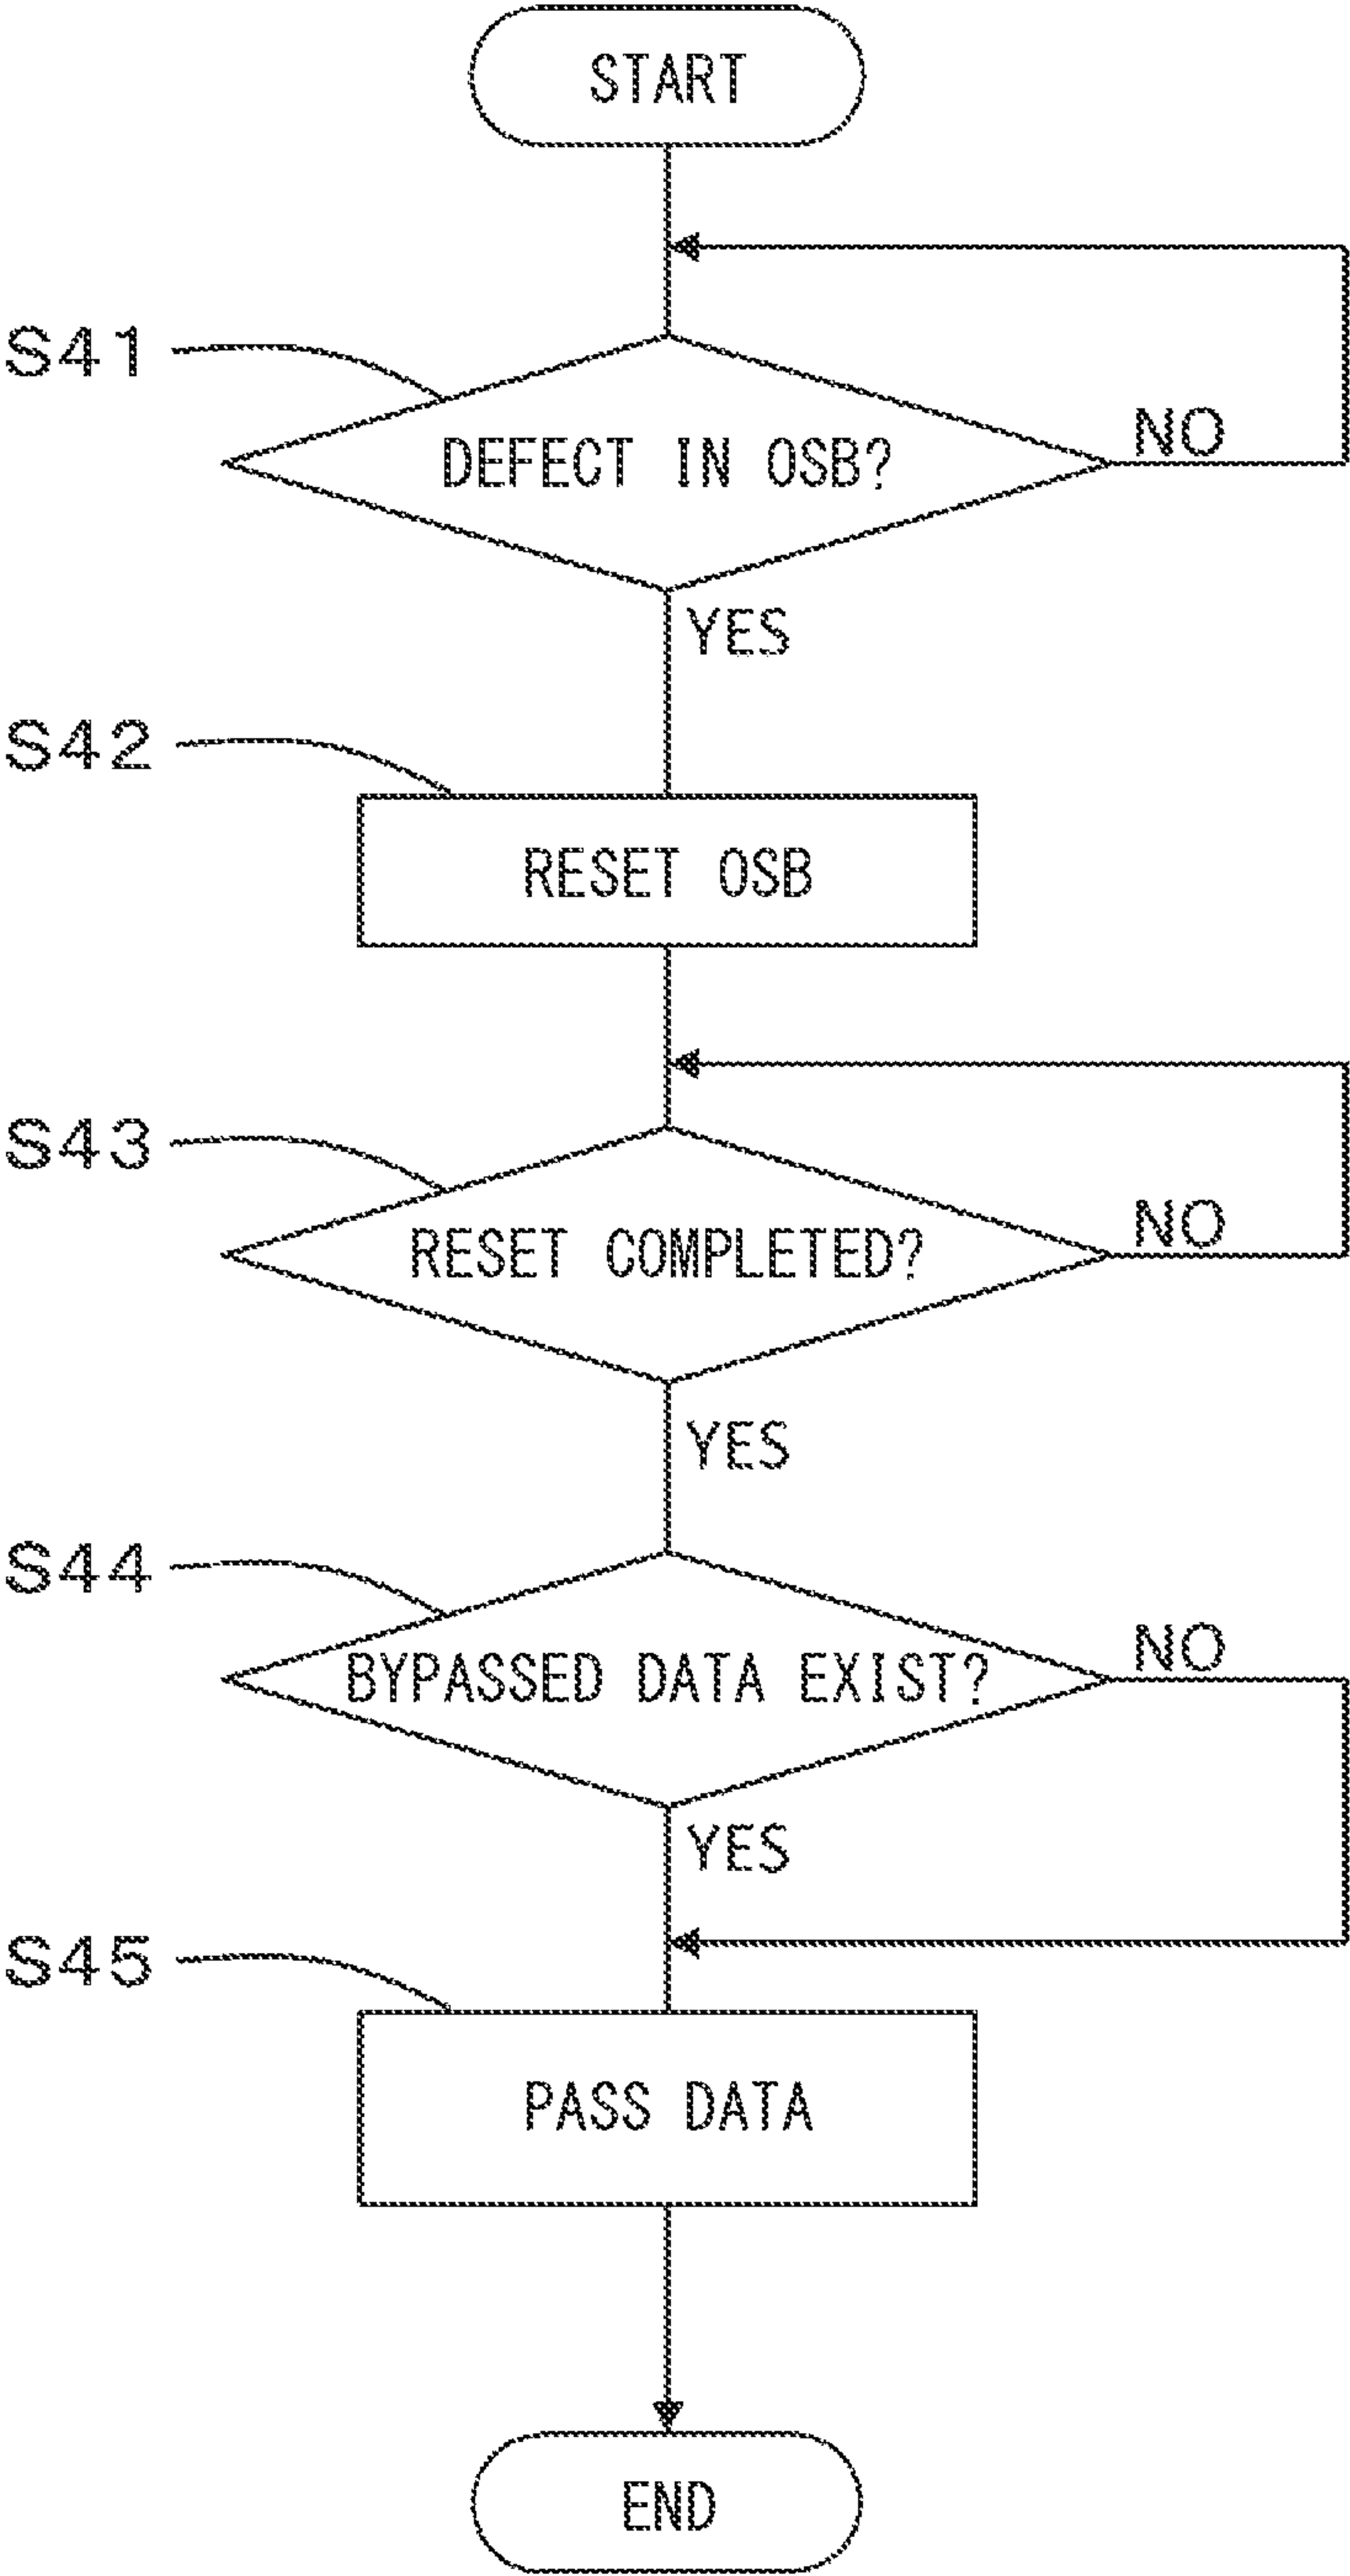 START
S41
DEFECT IN OSB?
NO
YES
S42
RESET OSB
S43
RESET COMPLETED?
NO
YES
S44
BYPASSED DATA EXIST?
NO
YES
S45
PASS DATA
END